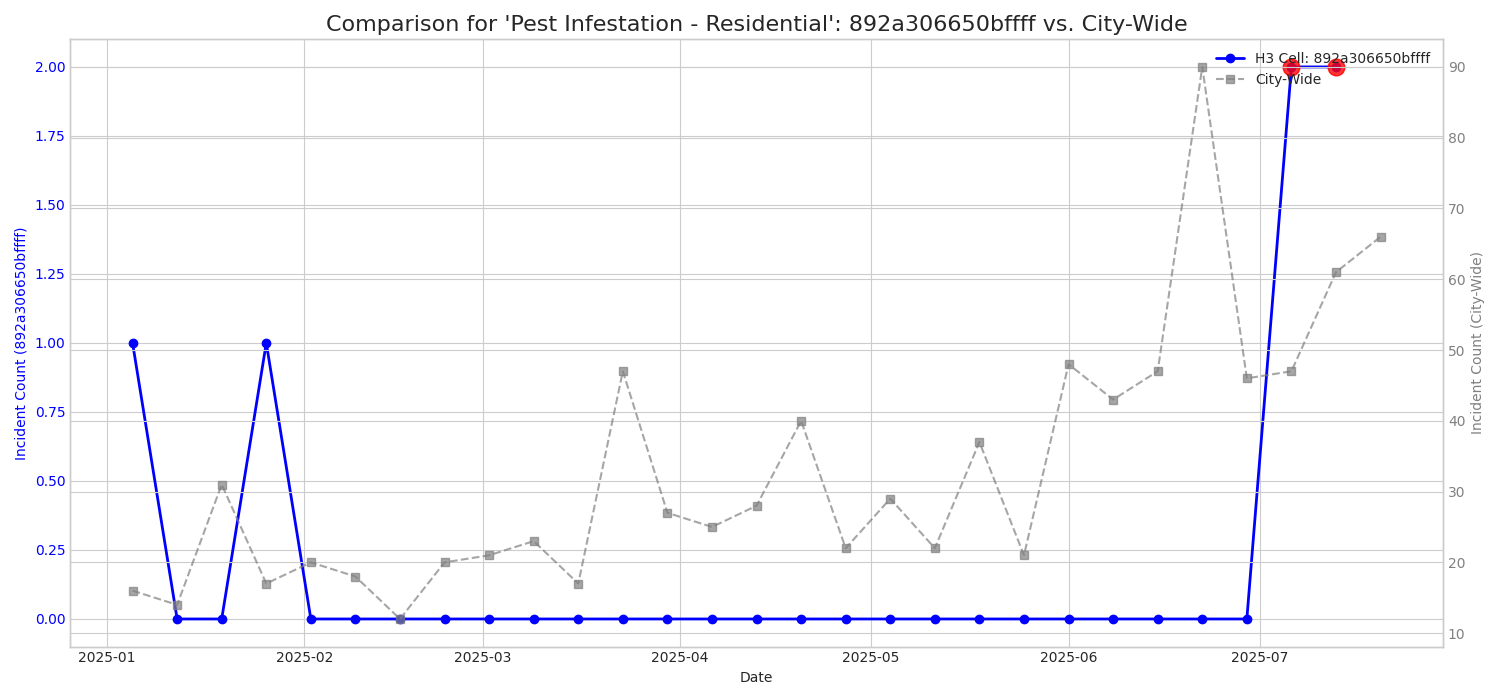 Comparison for 'Pest Infestation - Residential': 892a306650bffff vs. City-Wide
H3 Cell: 892a306650bffff
City-Wide
2.00
1.75
1.50
1.25
1.00
0.75
0.50
0.25
0.00
Incident Count (892a306650bffff)
90
80
70
60
50
40
30
20
10
Incident Count (City-Wide)
2025-01 2025-02 2025-03 2025-04 2025-05 2025-06 2025-07
Date